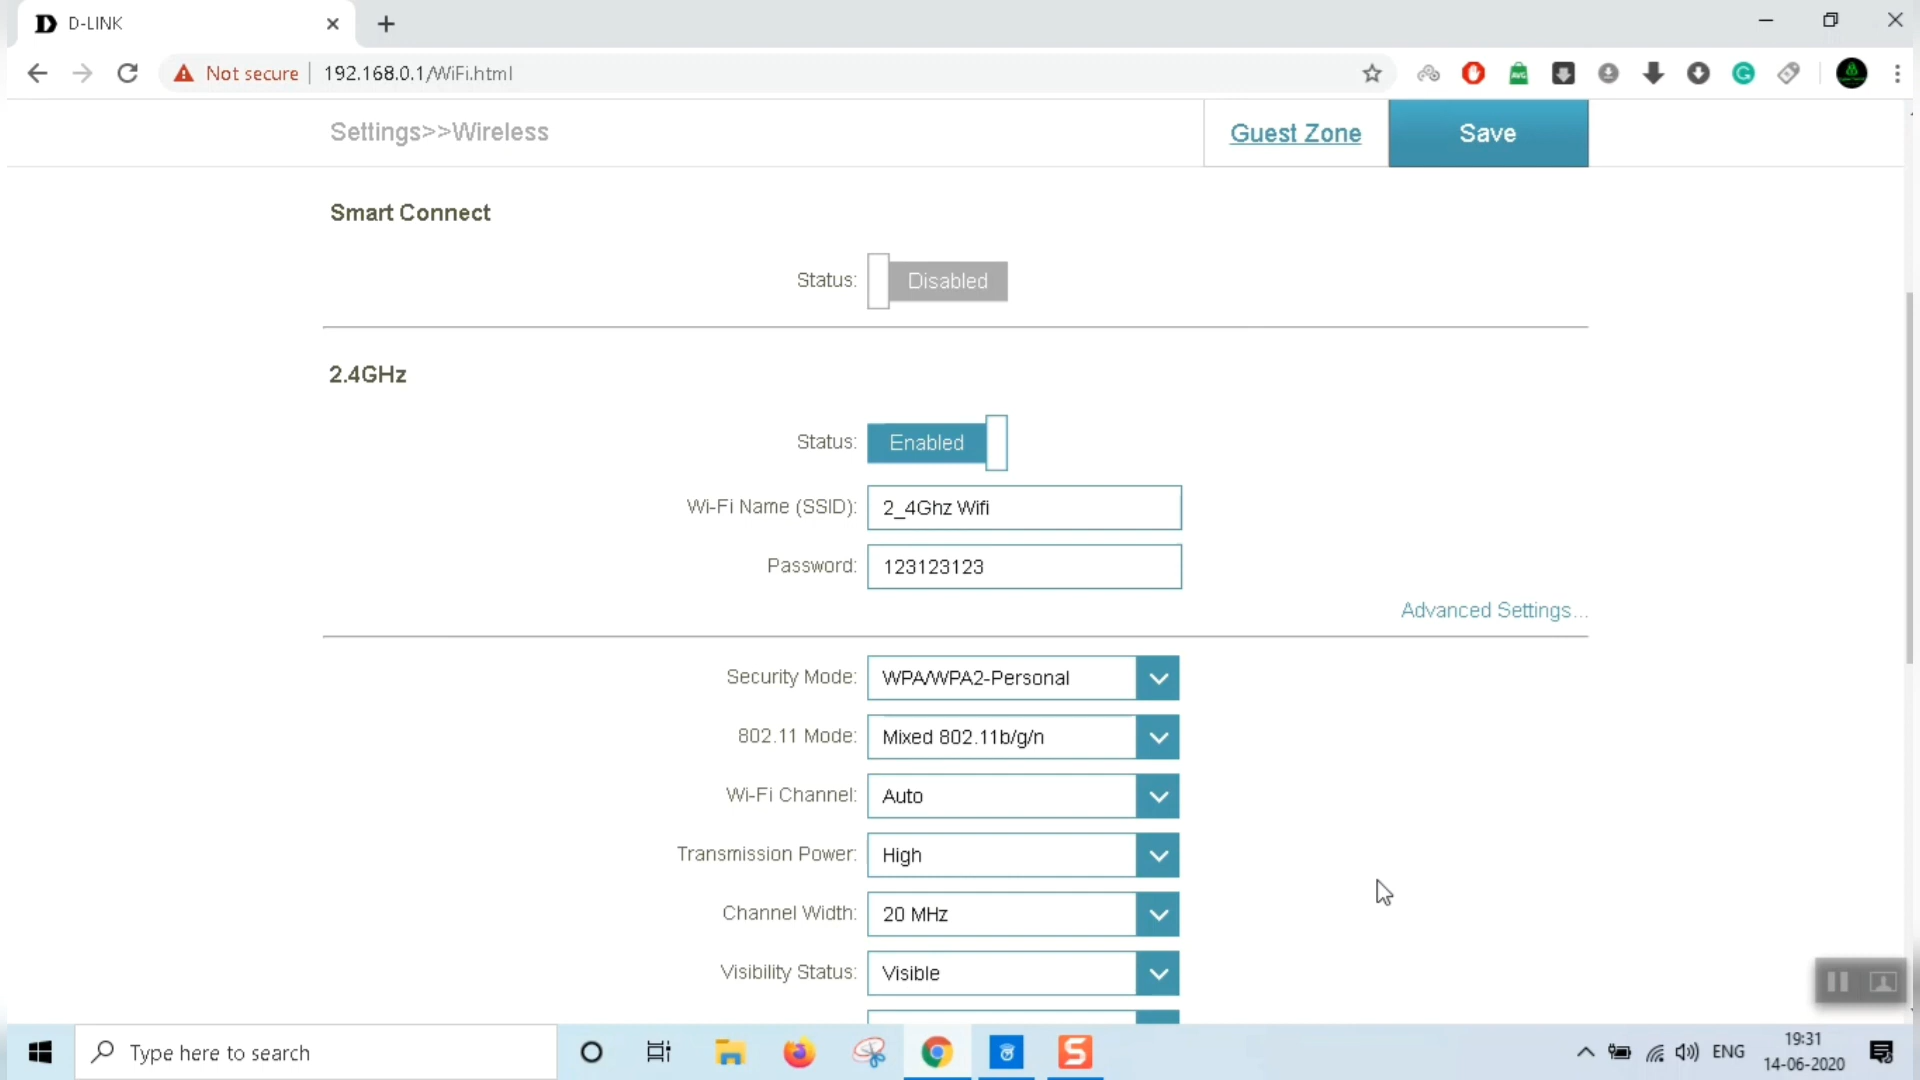 D-LINK
Not secure
192.168.0.1/WiFi.html
AVG
Settings>>Wireless
Guest Zone
Save
Smart Connect
Status:
Disabled
2.4GHz
Status:
Enabled
Wi-Fi Name (SSID):
2_4Ghz Wifi
Password:
123123123
Advanced Settings...
Security Mode:
WPA/WPA2-Personal
802.11 Mode:
Mixed 802.11b/g/n
Wi-Fi Channel:
Auto
Transmission Power:
High
Channel Width:
20 MHz
Visibility Status:
Visible
Type here to search
ENG
19:31
14-06-2020